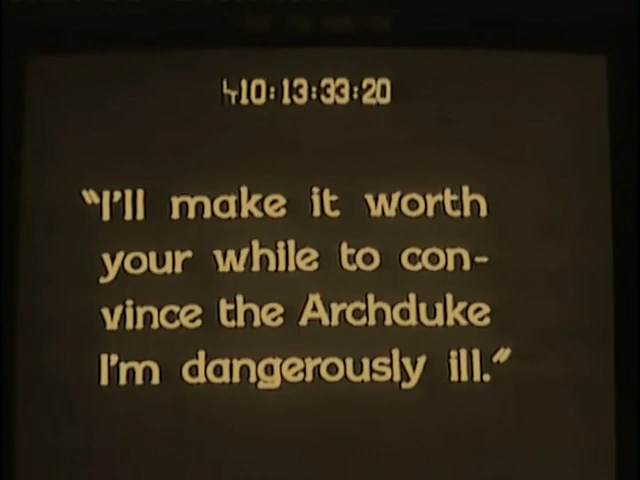 10:13:33:20
"I'll make it worth
your while to con-
vince the Archduke
I'm dangerously ill."